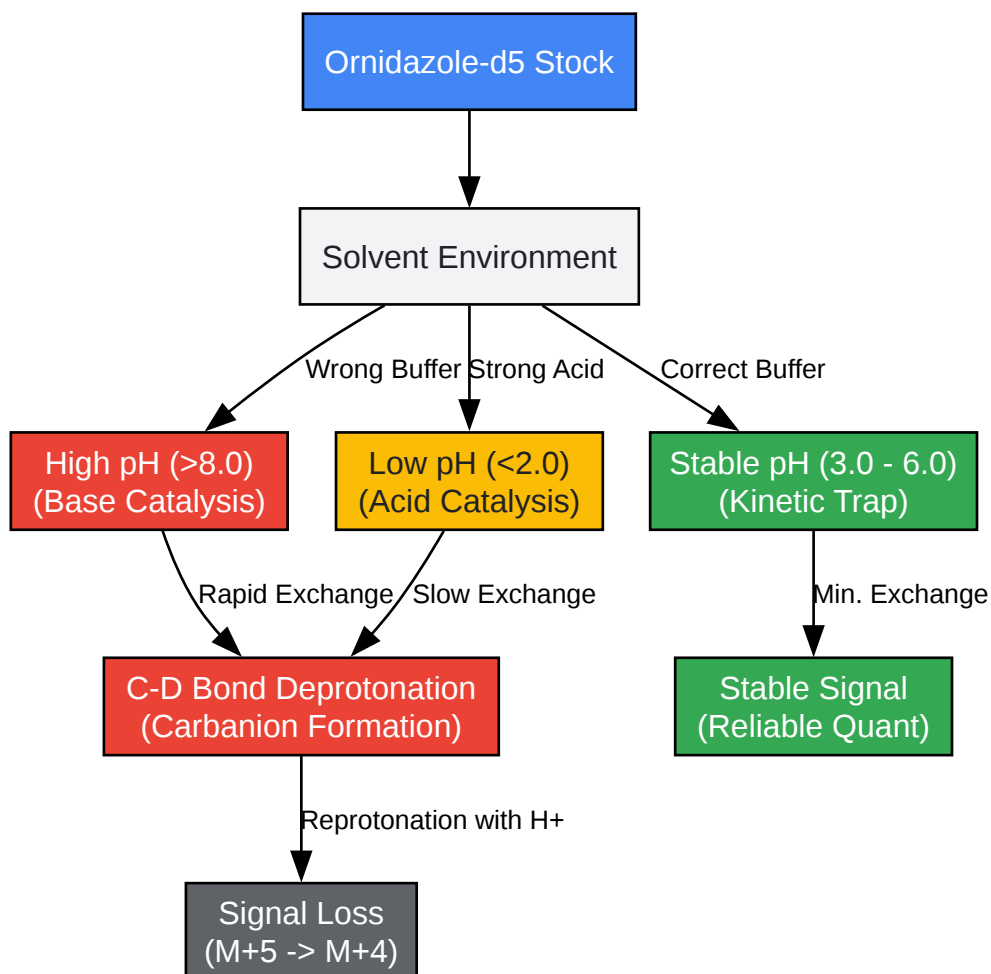 Ornidazole-d5 Stock
Solvent Environment
Wrong Buffer
Strong Acid
Correct Buffer
High pH (>8.0)
(Base Catalysis)
Low pH (<2.0)
(Acid Catalysis)
Stable pH (3.0 - 6.0)
(Kinetic Trap)
Rapid Exchange
Slow Exchange
Min. Exchange
C-D Bond Deprotonation
(Carbanion Formation)
Stable Signal
(Reliable Quant)
Reprotonation with H+
Signal Loss
(M+5 -> M+4)